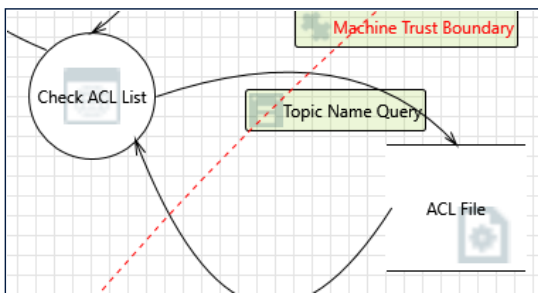 Machine Trust Boundary
Check ACL List
Topic Name Query
ACL File